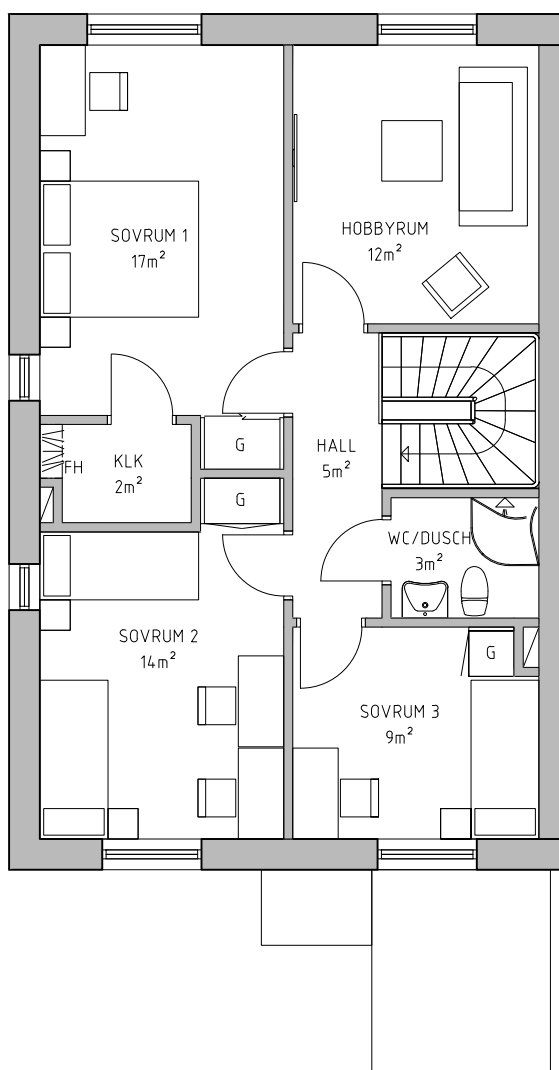 SOVRUM 1
17m²
HOBBYRUM
12m²
G
FH
KLK
2m²
HALL
5m²
G
WC/DUSCH
3m²
SOVRUM 2
14m²
G
SOVRUM 3
9m²